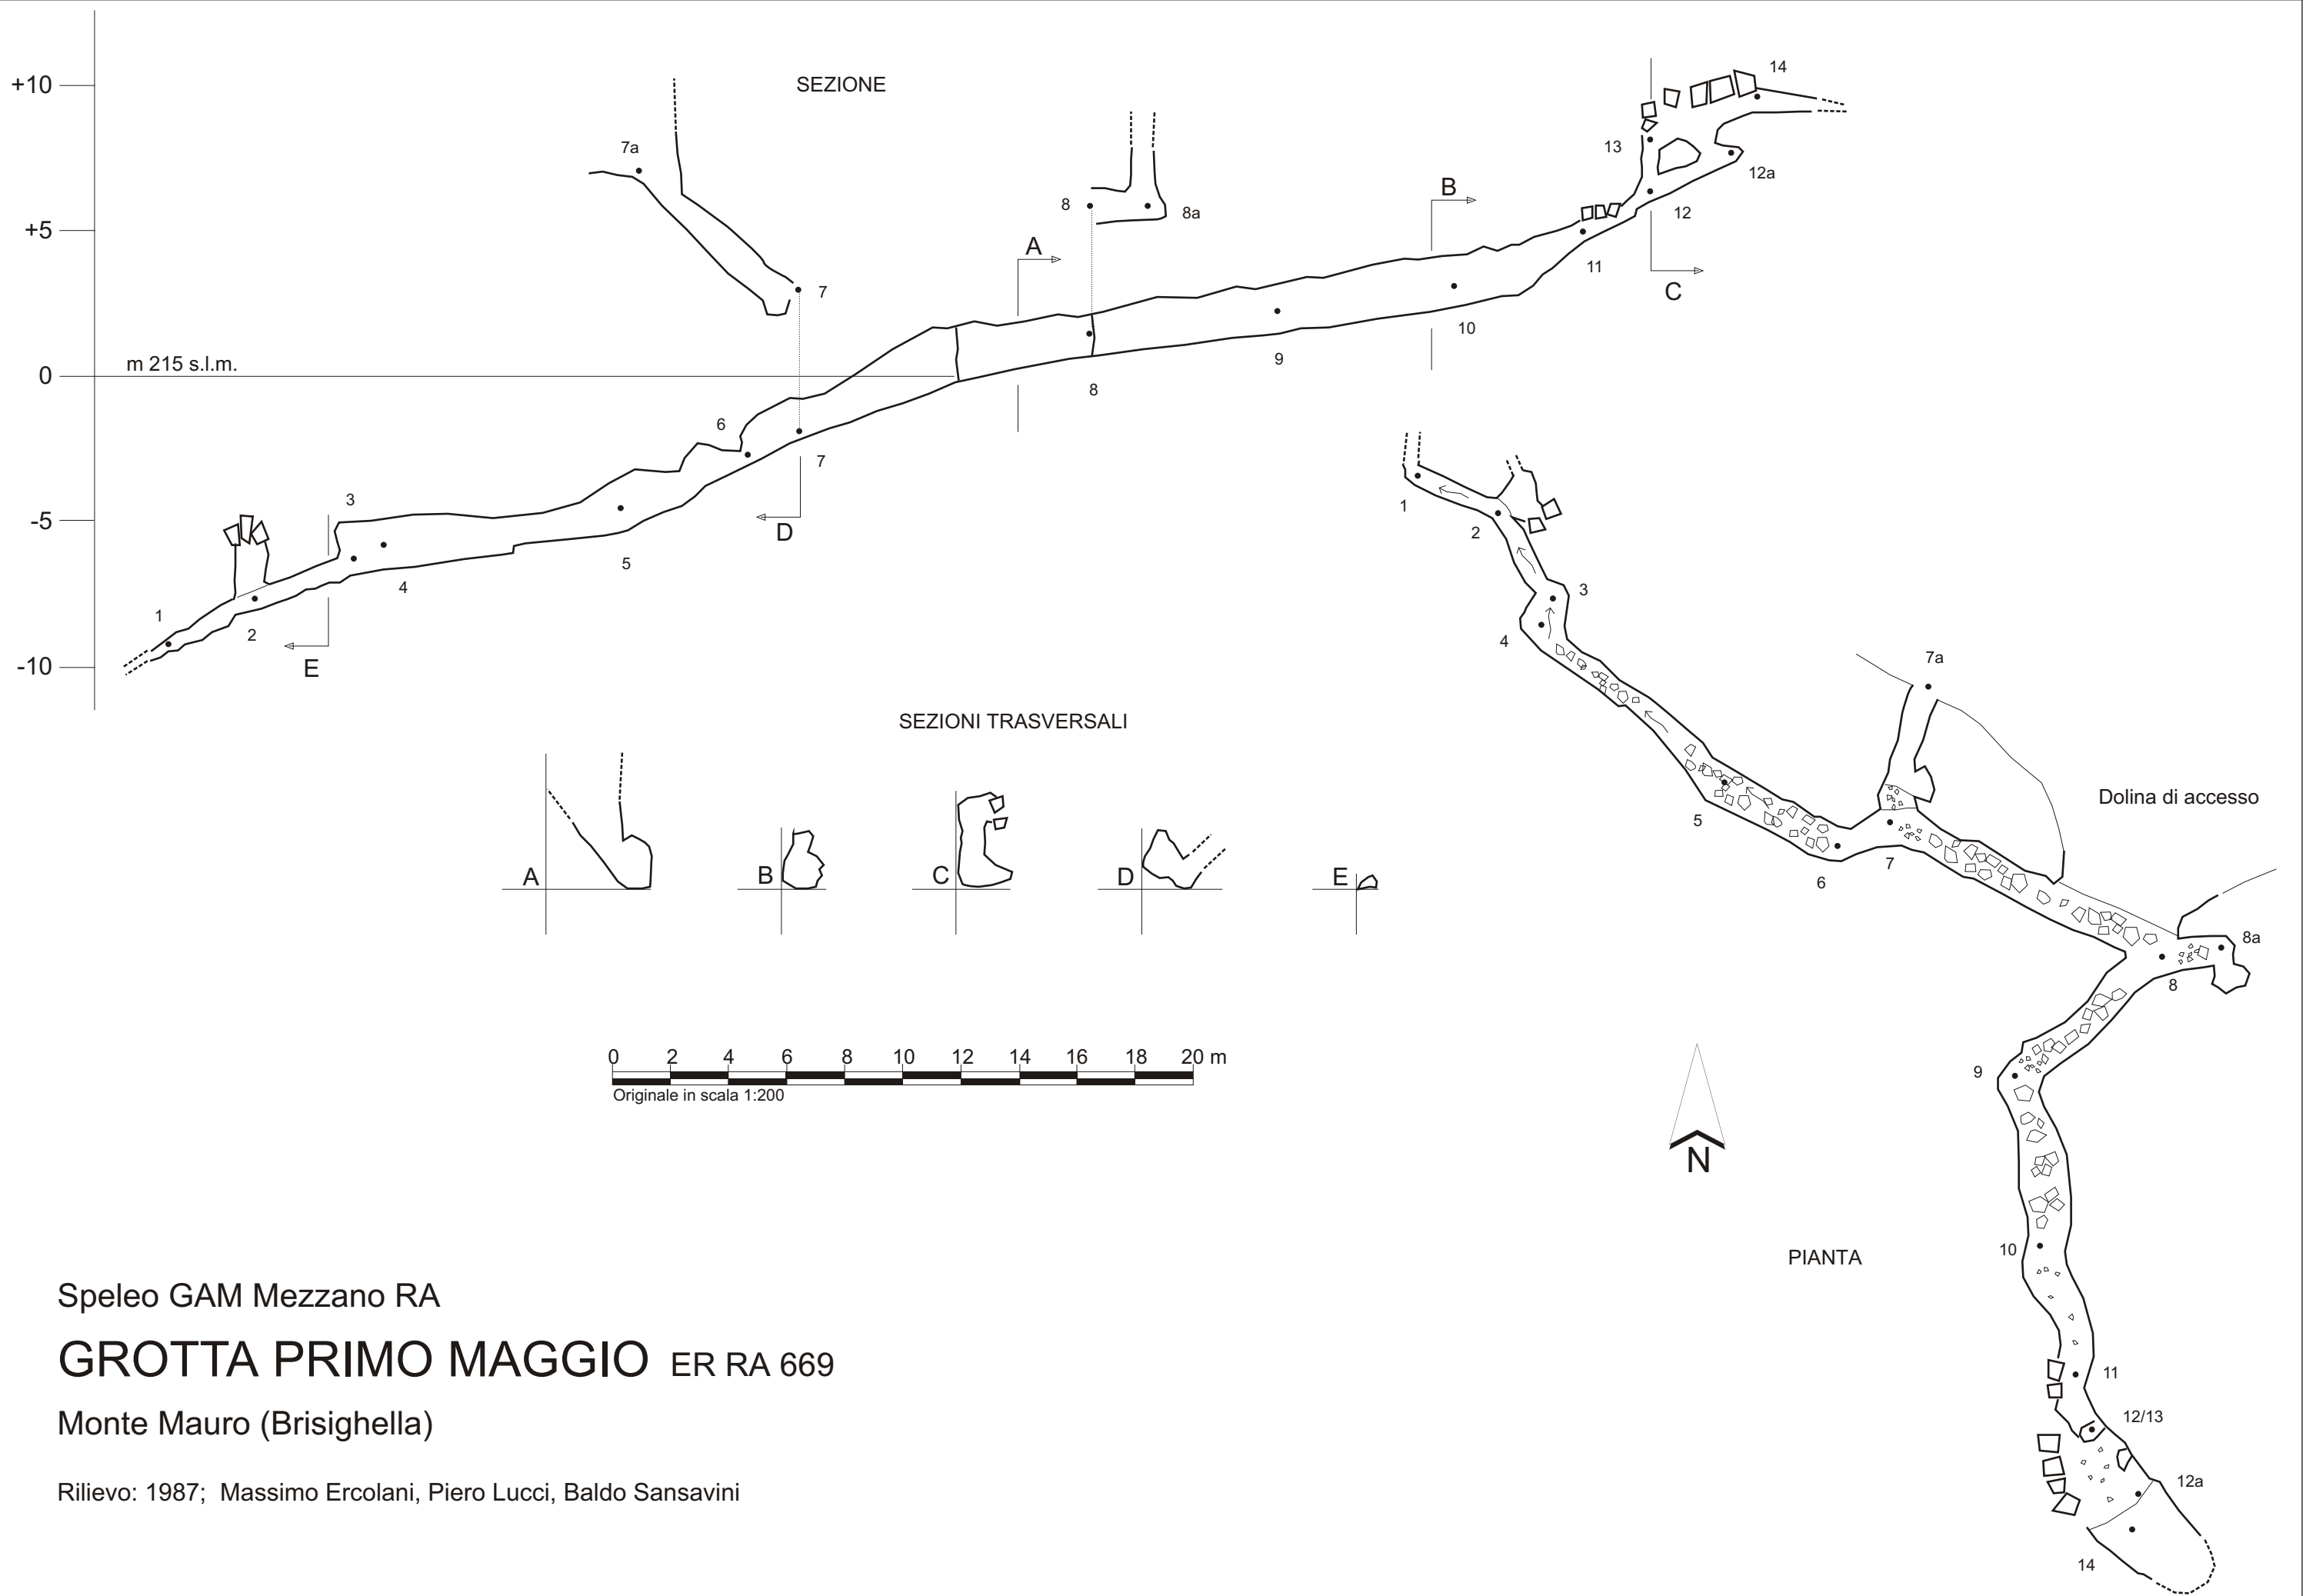 SEZIONE
+10
+5
0
-5
-10
m 215 s.l.m.
14
13
12a
12
11
B
C
10
9
8
8a
8
A
7a
7
7
D
6
5
4
3
2
1
E
SEZIONI TRASVERSALI
A
B
C
D
E
0 2 4 6 8 10 12 14 16 18 20 m
Originale in scala 1:200
N
PIANTA
1
2
3
4
5
6
7
7a
Dolina di accesso
8a
8
9
10
11
12/13
12a
14
Speleo GAM Mezzano RA
GROTTA PRIMO MAGGIO ER RA 669
Monte Mauro (Brisighella)
Rilievo: 1987; Massimo Ercolani, Piero Lucci, Baldo Sansavini